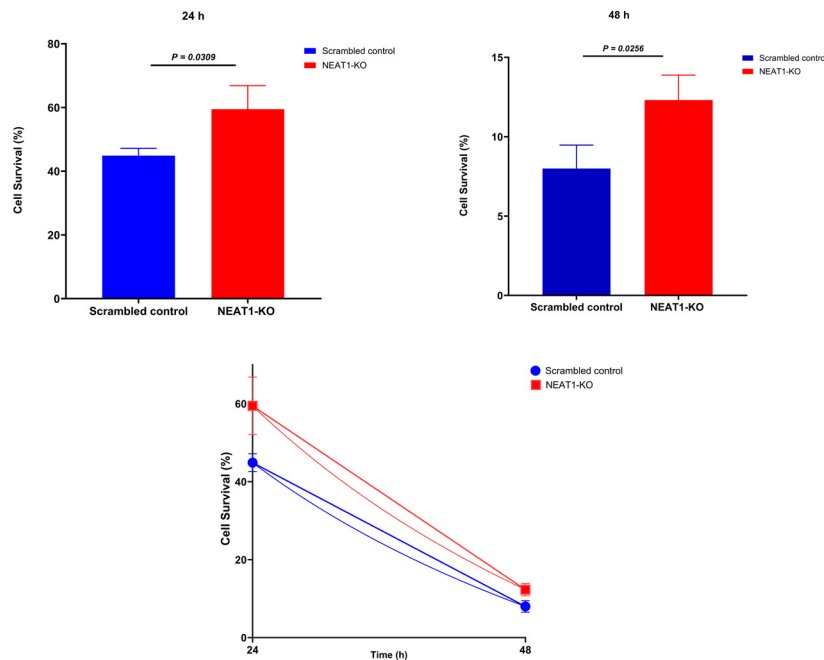 24 h
80
60
40
20
0
Cell Survival (%)
P = 0.0309
Scrambled control
NEAT1-KO
Scrambled control
NEAT1-KO
48 h
15
10
5
0
Cell Survival (%)
P = 0.0256
Scrambled control
NEAT1-KO
Scrambled control
NEAT1-KO
60
40
20
0
Cell Survival (%)
Scrambled control
NEAT1-KO
24
48
Time (h)